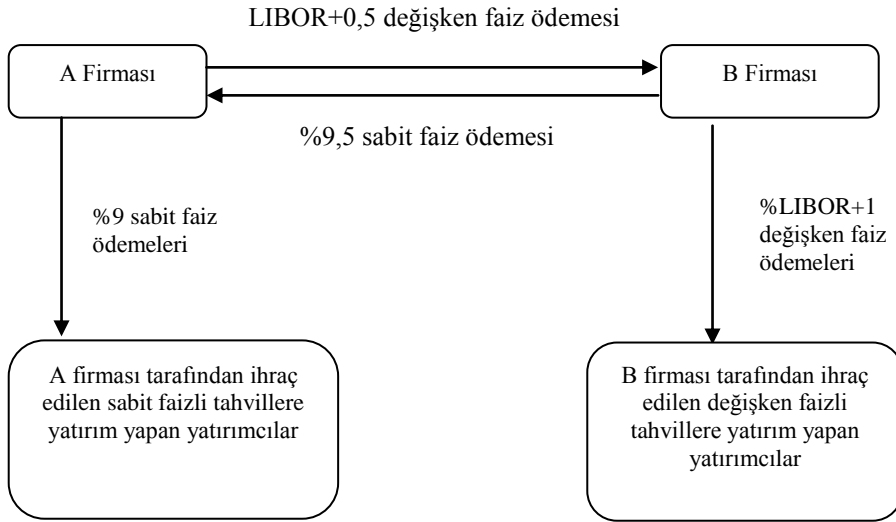 LIBOR+0,5 değişken faiz ödemesi
A Firması
B Firması
%9,5 sabit faiz ödemesi
%9 sabit faiz
ödemeleri
%LIBOR+1
değişken faiz
ödemeleri
A firması tarafından ihraç
edilen sabit faizli tahvillere
yatırım yapan yatırımcılar
B firması tarafından ihraç
edilen değişken faizli
tahvillere yatırım yapan
yatırımcılar